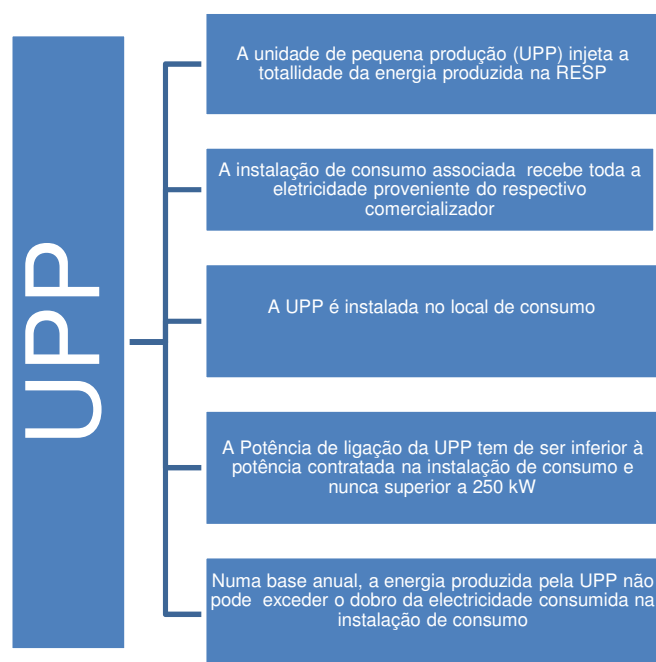 UPP
A unidade de pequena produção (UPP) injeta a
totallidade da energia produzida na RESP
A instalação de consumo associada recebe toda a
eletricidade proveniente do respectivo
comercializador
A UPP é instalada no local de consumo
A Potência de ligação da UPP tem de ser inferior à
potência contratada na instalação de consumo e
nunca superior a 250 kW
Numa base anual, a energia produzida pela UPP não
pode exceder o dobro da electricidade consumida na
instalação de consumo